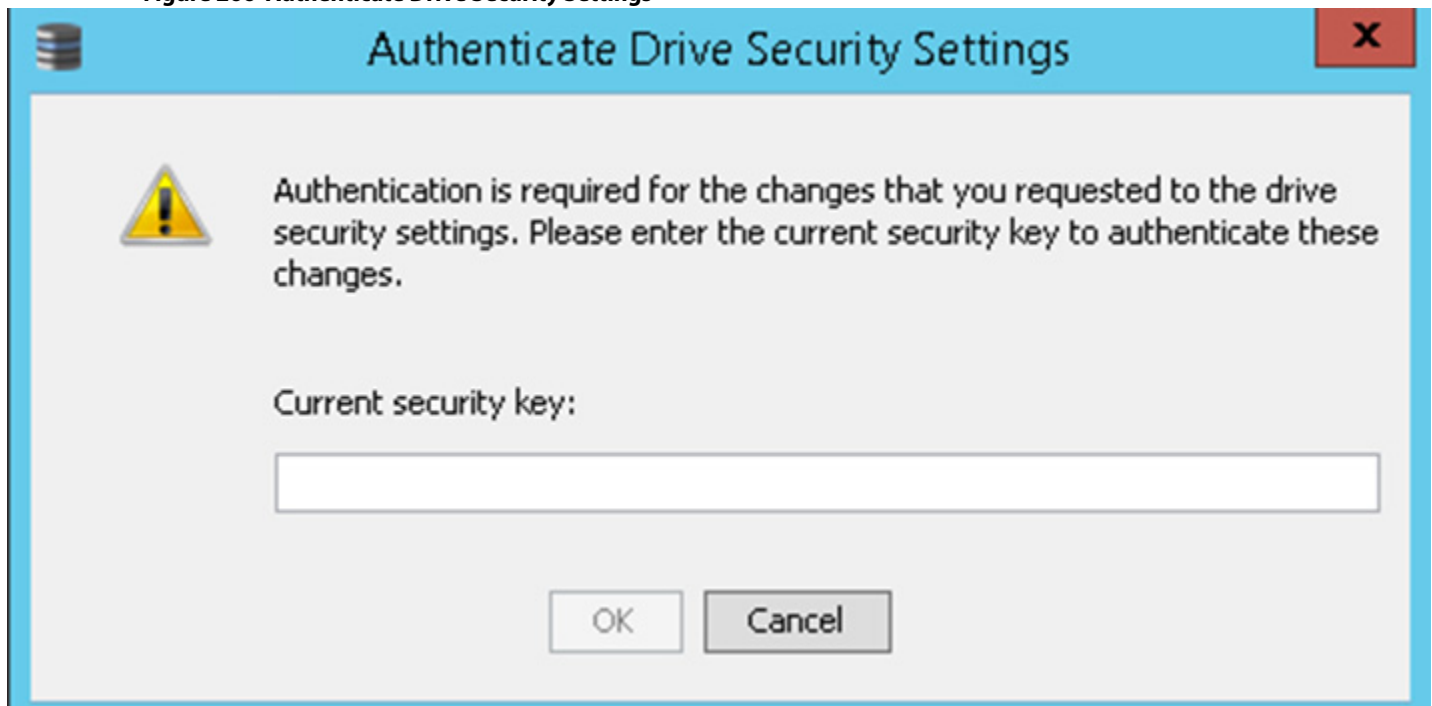 Authenticate Drive Security Settings
Authentication is required for the changes that you requested to the drive
security settings. Please enter the current security key to authenticate these
changes.
Current security key:
OK
Cancel